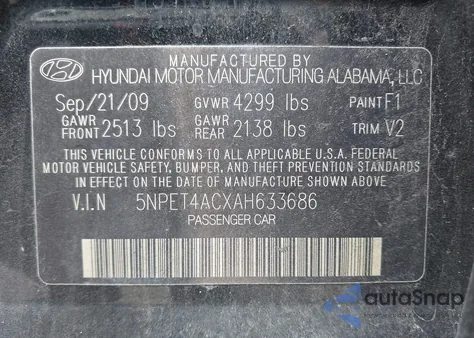 MANUFACTURED BY
HYUNDAI MOTOR MANUFACTURING ALABAMA, LLC
Sep/21/09 GVWR 4299 lbs PAINT F1
GAWR FRONT 2513 lbs GAWR REAR 2138 lbs TRIM V2
THIS VEHICLE CONFORMS TO ALL APPLICABLE U.S.A. FEDERAL
MOTOR VEHICLE SAFETY, BUMPER, AND THEFT PREVENTION STANDARDS
IN EFFECT ON THE DATE OF MANUFACTURE SHOWN ABOVE.
V.I.N 5NPET4ACXAH633686
PASSENGER CAR
autoSnap